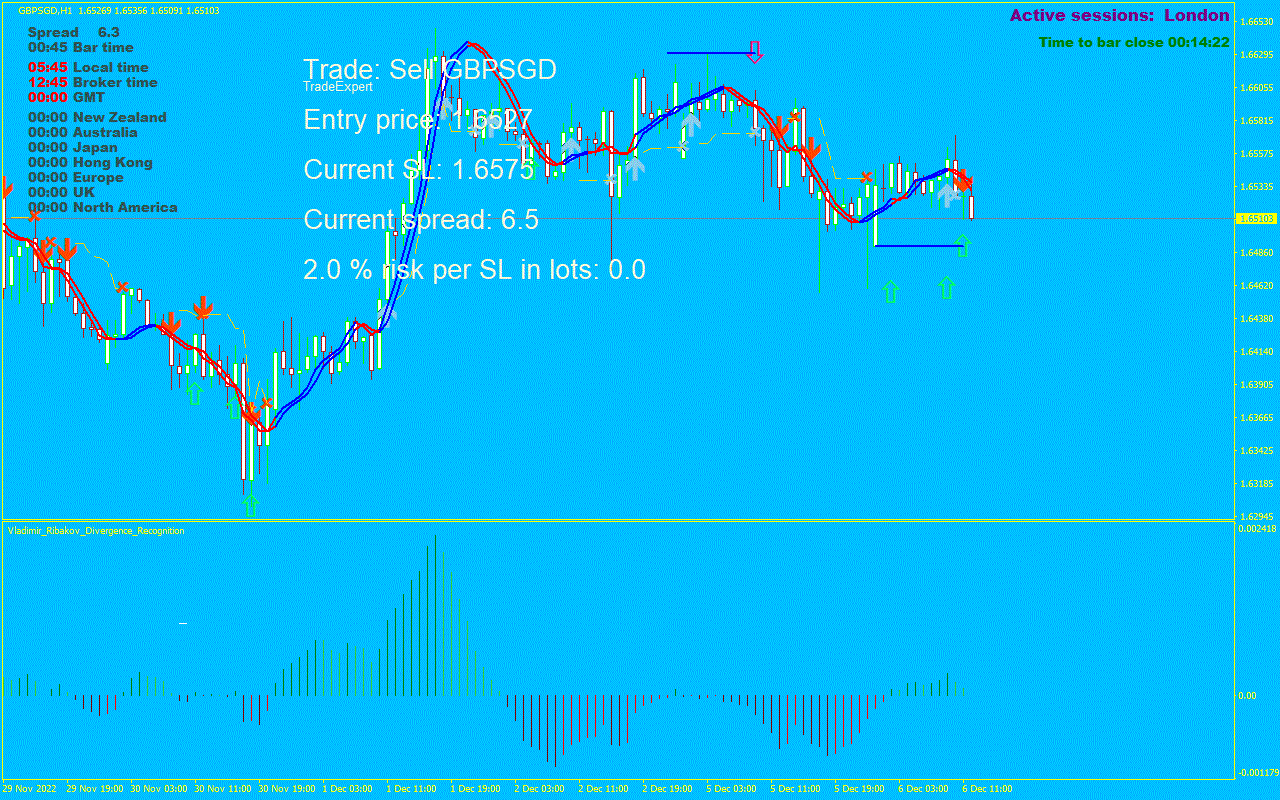 GBPSGD,H1 1.65269 1.65356 1.65091 1.65103
Spread 6.3
00:45 Bar time
05:45 Local time
12:45 Broker time
00:00 GMT
00:00 New Zealand
00:00 Australia
00:00 Japan
00:00 Hong Kong
00:00 Europe
00:00 UK
00:00 North America
Trade: Sell GBPSGD
TradeExpert
Entry price: 1.6527
Current SL: 1.6575
Current spread: 6.5
2.0 % risk per SL in lots: 0.0
Active sessions: London
Time to bar close 00:14:22
1.66530
1.66295
1.66055
1.65815
1.65575
1.65335
1.65103
1.64860
1.64620
1.64380
1.64140
1.63905
1.63665
1.63425
1.63185
1.62945
Vladimir_Ribakov_Divergence_Recognition
0.002418
0.00
-0.001179
29 Nov 2022
29 Nov 19:00
30 Nov 03:00
30 Nov 11:00
30 Nov 19:00
1 Dec 03:00
1 Dec 11:00
1 Dec 19:00
2 Dec 03:00
2 Dec 11:00
2 Dec 19:00
5 Dec 03:00
5 Dec 11:00
5 Dec 19:00
6 Dec 03:00
6 Dec 11:00